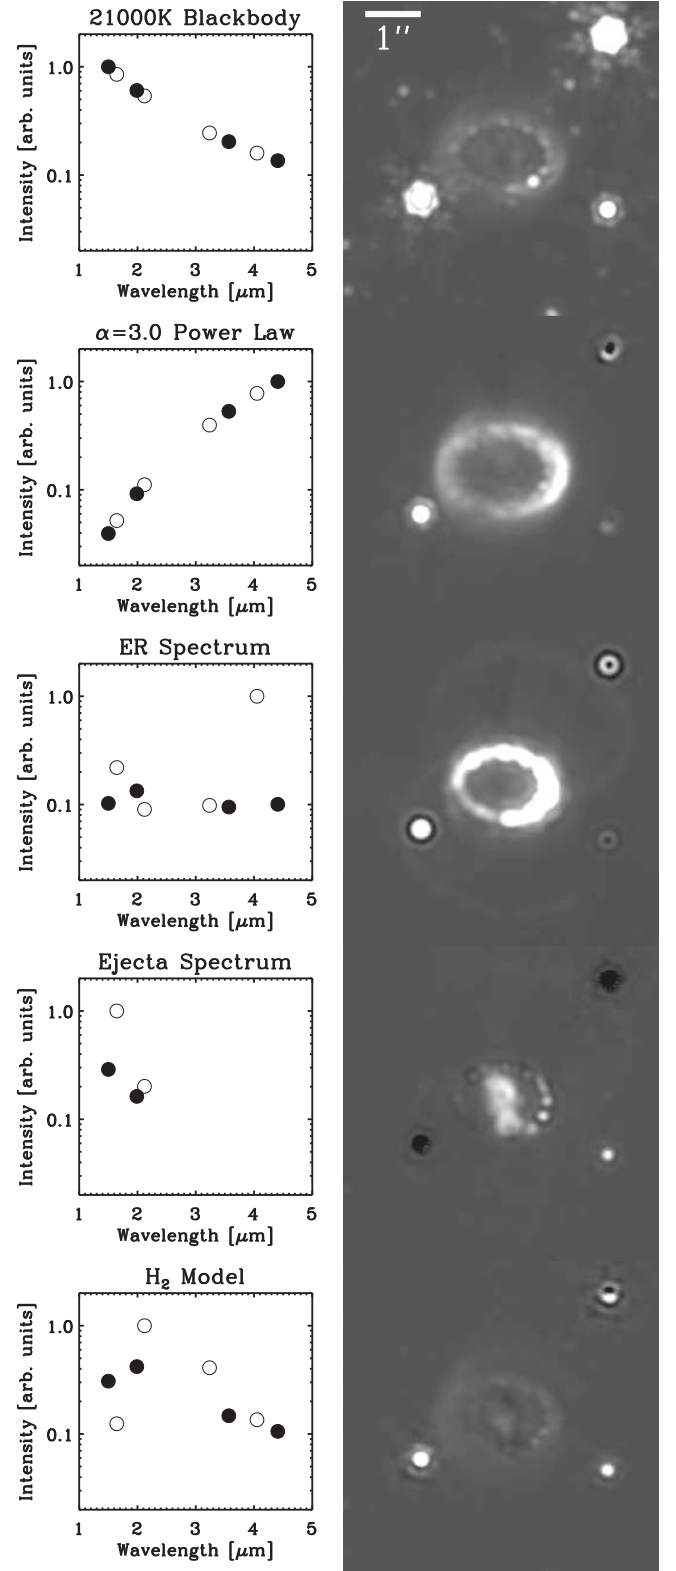 21000K Blackbody
Intensity [arb. units]
1.0
0.1
1 2 3 4 5
Wavelength [μm]
1″
α=3.0 Power Law
Intensity [arb. units]
1.0
0.1
1 2 3 4 5
Wavelength [μm]
ER Spectrum
Intensity [arb. units]
1.0
0.1
1 2 3 4 5
Wavelength [μm]
Ejecta Spectrum
Intensity [arb. units]
1.0
0.1
1 2 3 4 5
Wavelength [μm]
H₂ Model
Intensity [arb. units]
1.0
0.1
1 2 3 4 5
Wavelength [μm]